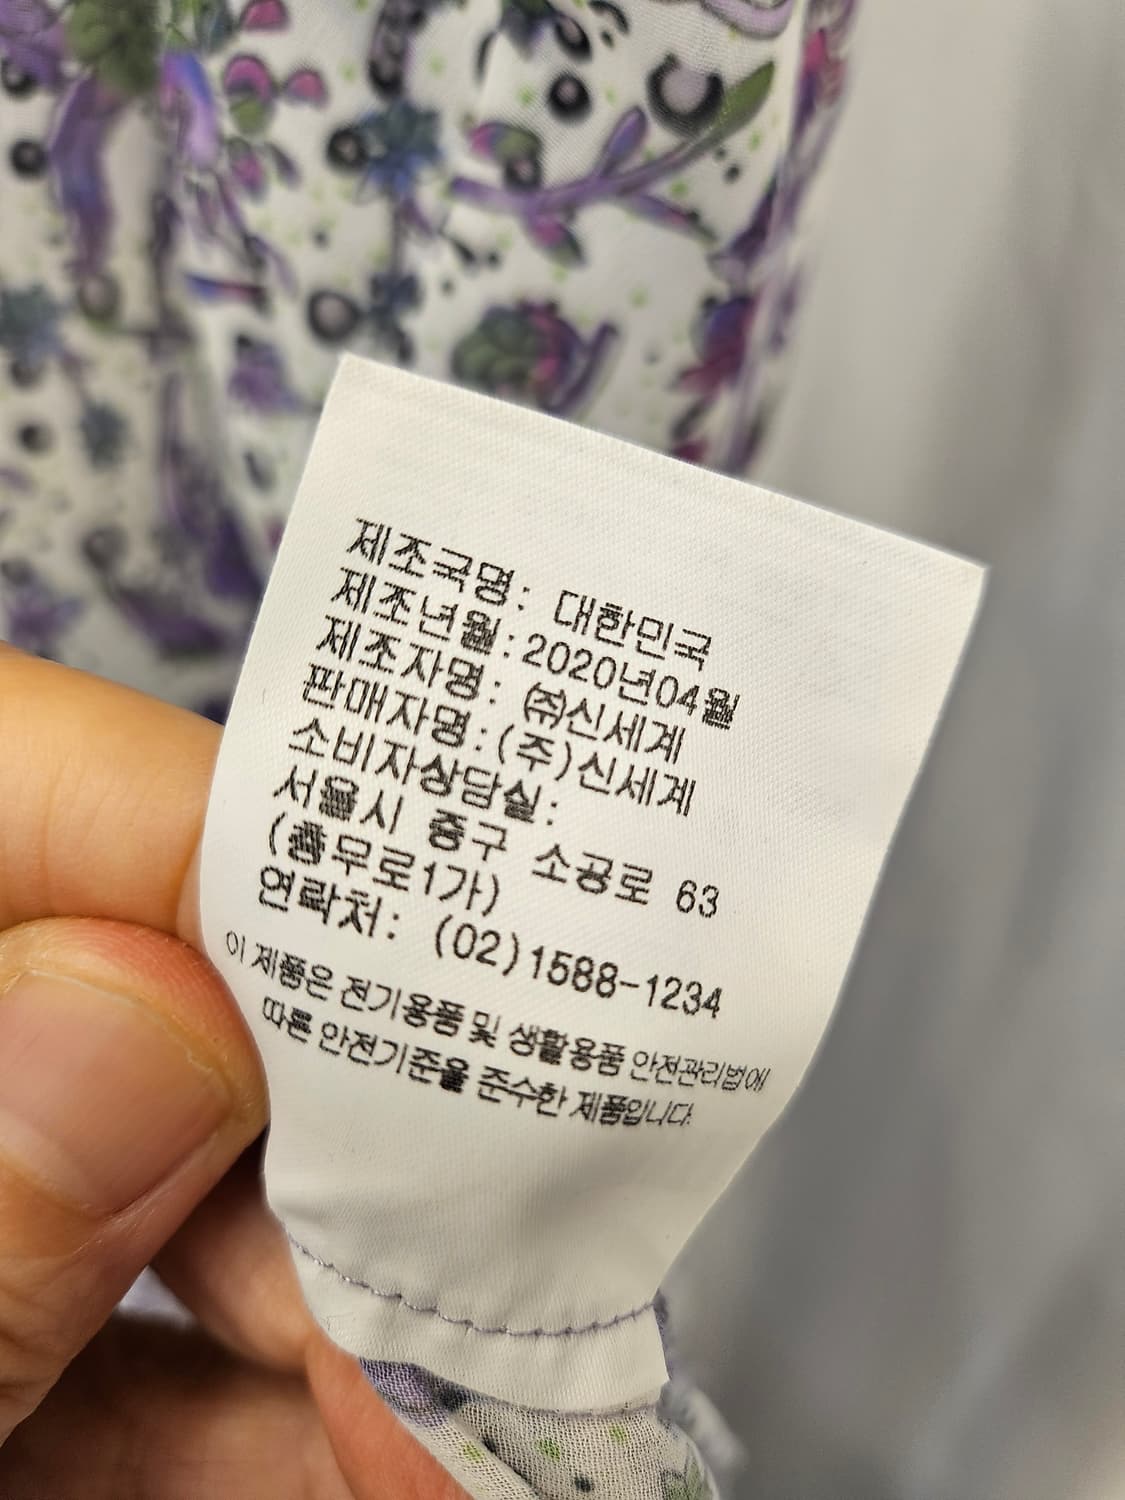 제조국명: 대한민국
제조년월: 2020년04월
제조자명: ㈜신세계
판매자명: (주)신세계
소비자상담실:
서울시 중구 소공로 63
(충무로1가)
연락처: (02)1588-1234
이 제품은 전기용품 및 생활용품 안전관리법에
따른 안전기준을 준수한 제품입니다.